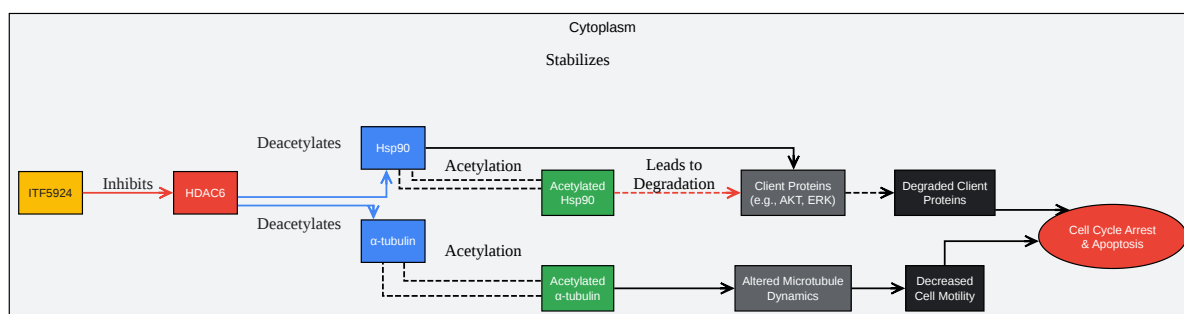 Cytoplasm
Stabilizes
Deacetylates
Hsp90
Acetylation
Leads to
Degradation
ITF5924
Inhibits
HDAC6
Acetylated
Hsp90
Client Proteins
(e.g., AKT, ERK)
Degraded Client
Proteins
Deacetylates
α-tubulin
Acetylation
Cell Cycle Arrest
& Apoptosis
Acetylated
α-tubulin
Altered Microtubule
Dynamics
Decreased
Cell Motility